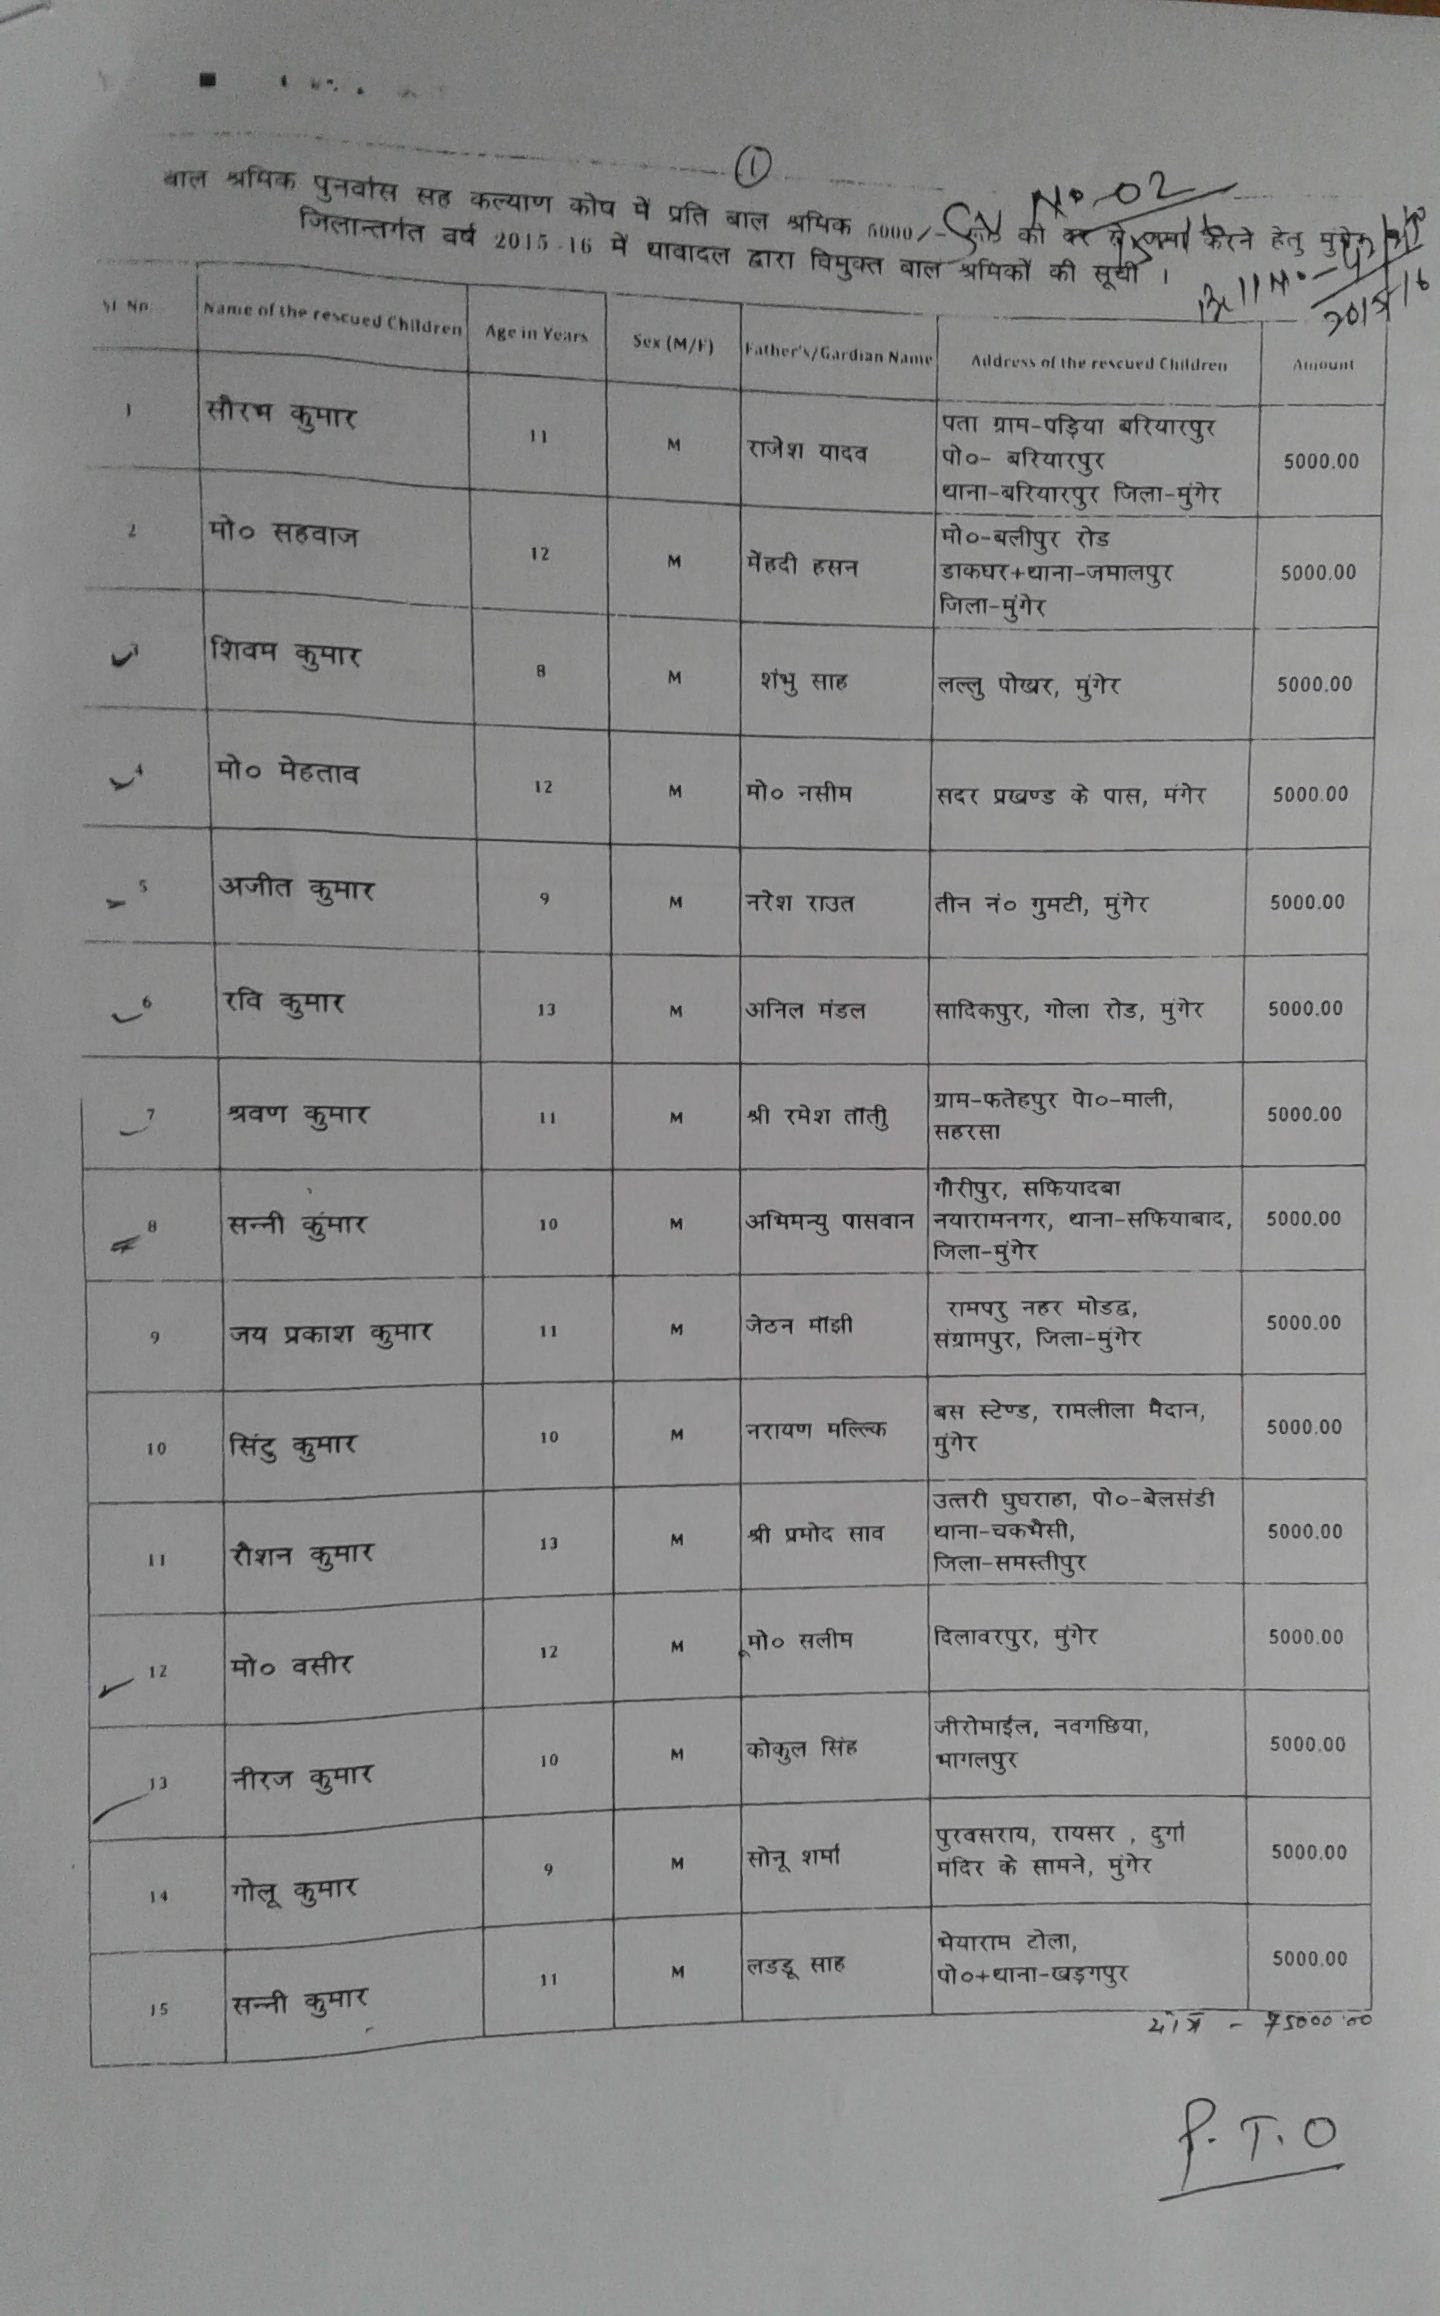 ①
बाल श्रमिक पुनर्वास सह कल्याण कोष में प्रति बाल श्रमिक 5000/- की दर से जमा करने हेतु मुंगेर
No-02
जिलान्तर्गत वर्ष 2015-16 में धावादल द्वारा विमुक्त बाल श्रमिकों की सूची ।
Bill No-
2015-16
Sl No. Name of the rescued Children Age in Years Sex (M/F) Father's/Gardian Name Address of the rescued Children Amount
1 सौरभ कुमार 11 M राजेश यादव पता ग्राम-पड़िया बरियारपुर
पो०- बरियारपुर
थाना-बरियारपुर जिला-मुंगेर 5000.00
2 मो० सहवाज 12 M मेंहदी हसन मो०-बलीपुर रोड
डाकघर+थाना-जमालपुर
जिला-मुंगेर 5000.00
3 शिवम कुमार 8 M शंभु साह लल्लु पोखर, मुंगेर 5000.00
4 मो० मेहताव 12 M मो० नसीम सदर प्रखण्ड के पास, मंगेर 5000.00
5 अजीत कुमार 9 M नरेश राउत तीन नं० गुमटी, मुंगेर 5000.00
6 रवि कुमार 13 M अनिल मंडल सादिकपुर, गोला रोड, मुंगेर 5000.00
7 श्रवण कुमार 11 M श्री रमेश ताँतीु ग्राम-फतेहपुर पेा०-माली,
सहरसा 5000.00
8 सन्नी कुमार 10 M अभिमन्यु पासवान गौरीपुर, सफियादबा
नयारामनगर, थाना-सफियाबाद,
जिला-मुंगेर 5000.00
9 जय प्रकाश कुमार 11 M जेठन माँझी रामपरु नहर मोडद्व,
संग्रामपुर, जिला-मुंगेर 5000.00
10 सिंटु कुमार 10 M नरायण मल्ल्कि बस स्टेण्ड, रामलीला मैदान,
मुंगेर 5000.00
11 रौशन कुमार 13 M श्री प्रमोद साव उत्तरी घुघराहा, पो०-बेलसंडी
थाना-चकभैसी,
जिला-समस्तीपुर 5000.00
12 मो० वसीर 12 M मो० सलीम दिलावरपुर, मुंगेर 5000.00
13 नीरज कुमार 10 M कोकुल सिंह जीरोमाईल, नवगछिया,
भागलपुर 5000.00
14 गोलू कुमार 9 M सोनू शर्मा पुरवसराय, रायसर , दुर्गा
मंदिर के सामने, मुंगेर 5000.00
15 सन्नी कुमार 11 M लडडू साह भेयाराम टोला,
पो०+थाना-खड़गपुर 5000.00
योग - 75000.00
P.T.O